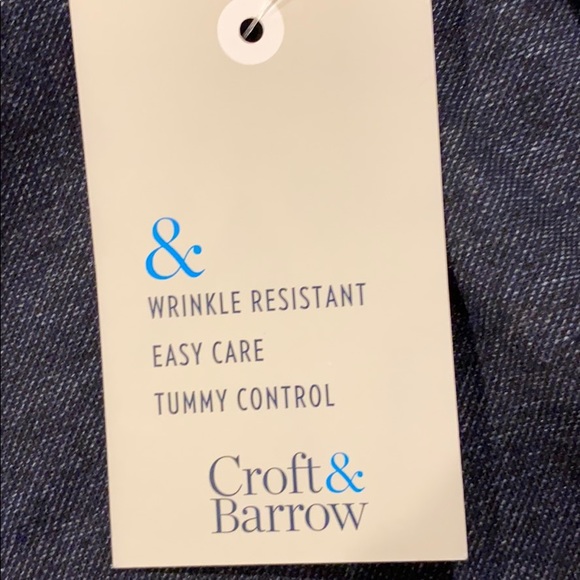 &
WRINKLE RESISTANT
EASY CARE
TUMMY CONTROL
Croft&
Barrow